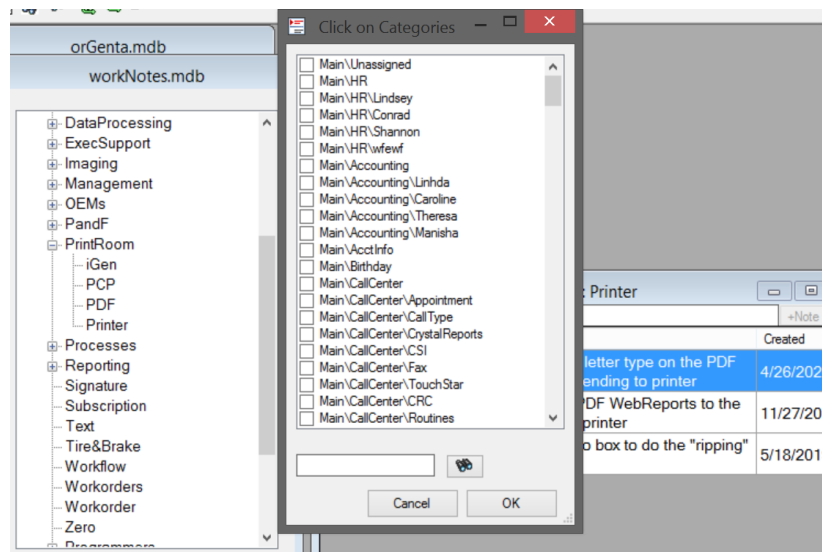 orGenta.mdb
workNotes.mdb
DataProcessing
ExecSupport
Imaging
Management
OEMs
PandF
PrintRoom
iGen
PCP
PDF
Printer
Processes
Reporting
Signature
Subscription
Text
Tire&Brake
Workflow
Workorders
Workorder
Zero
Programmers
Click on Categories
Main\Unassigned
Main\HR
Main\HR\Lindsey
Main\HR\Conrad
Main\HR\Shannon
Main\HR\wfewf
Main\Accounting
Main\Accounting\Linhda
Main\Accounting\Caroline
Main\Accounting\Theresa
Main\Accounting\Manisha
Main\AcctInfo
Main\Birthday
Main\CallCenter
Main\CallCenter\Appointment
Main\CallCenter\CallType
Main\CallCenter\CrystalReports
Main\CallCenter\CSI
Main\CallCenter\Fax
Main\CallCenter\TouchStar
Main\CallCenter\CRC
Main\CallCenter\Routines
Cancel OK
: Printer
+Note
Created
letter type on the PDF
ending to printer
4/26/202
PDF WebReports to the
printer
11/27/20
o box to do the "ripping"
5/18/201